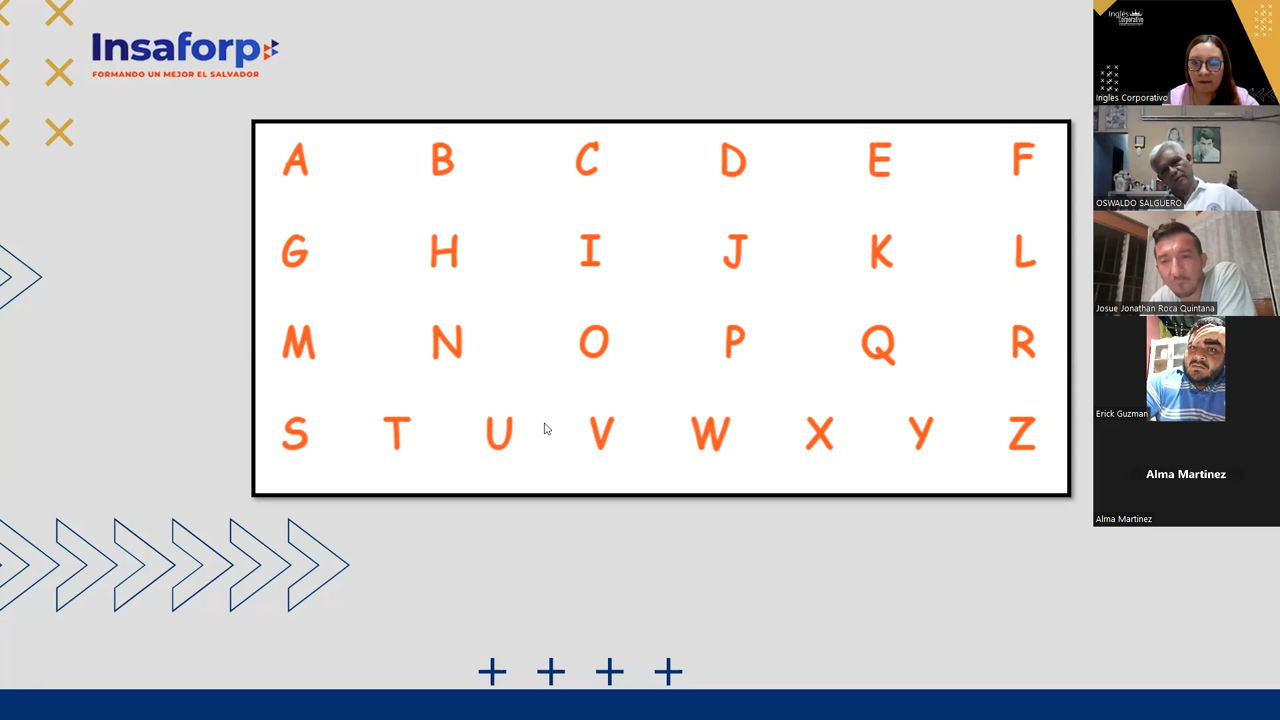 Insaforp
FORMANDO UN MEJOR EL SALVADOR
A B C D E F
G H I J K L
M N O P Q R
S T U V W X Y Z
Inglés
Corporativo
Ingles Corporativo
OSWALDO SALGUERO
Josue Jonathan Roca Quintana
Erick Guzman
Alma Martinez
Alma Martinez